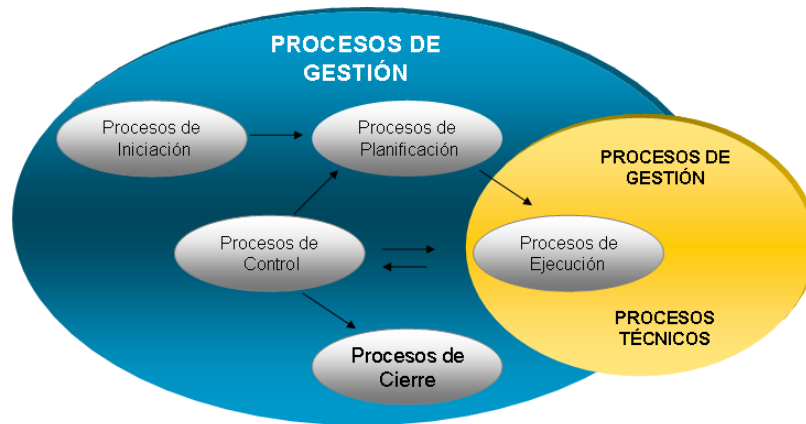 PROCESOS DE
GESTIÓN
Procesos de
Iniciación
Procesos de
Planificación
PROCESOS DE
GESTIÓN
Procesos de
Control
Procesos de
Ejecución
PROCESOS
TÉCNICOS
Procesos de
Cierre